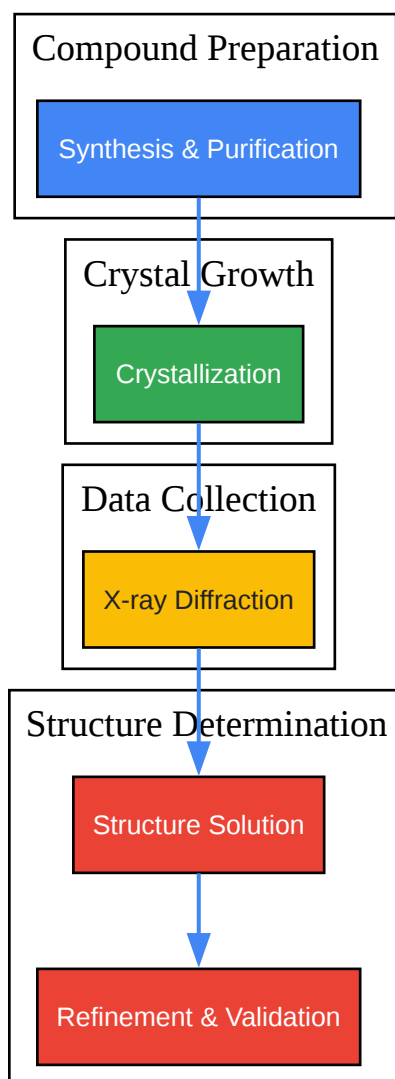 Compound Preparation
Synthesis & Purification
Crystal Growth
Crystallization
Data Collection
X-ray Diffraction
Structure Determination
Structure Solution
Refinement & Validation